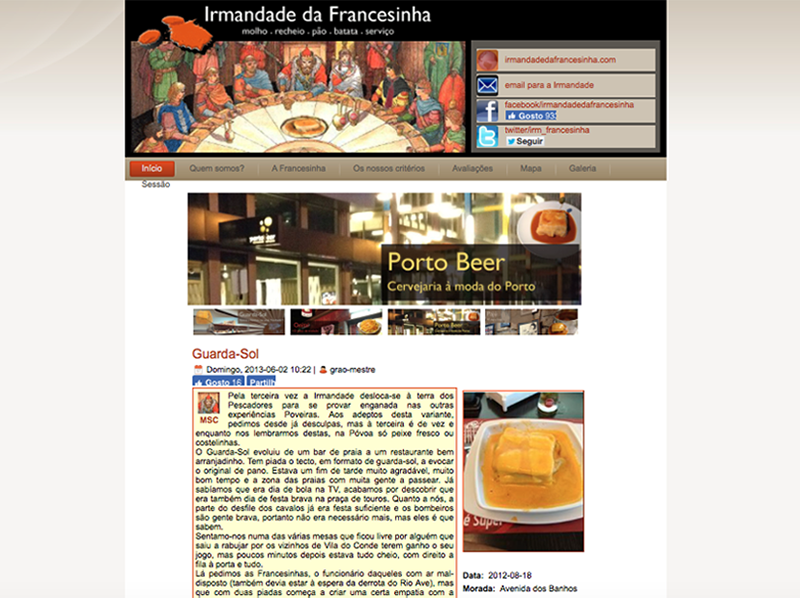 Irmandade da Francesinha
molho . recheio . pão . batata . serviço
irmandadedafrancesinha.com
email para a Irmandade
facebook/irmandadedafrancesinha
Gosto 93
twitter/irm_francesinha
Seguir
Início Quem somos? A Francesinha Os nossos critérios Avaliações Mapa Galeria
Sessão
porto beer
Porto Beer
Cervejaria à moda do Porto
Guarda-Sol
Porto Beer
Guarda-Sol
Domingo, 2013-06-02 10:22 | grao-mestre
Gosto 16 Partilh
MSC
Pela terceira vez a Irmandade desloca-se à terra dos
Pescadores para se provar enganada nas outras
experiências Poveiras. Aos adeptos desta variante,
pedimos desde já desculpas, mas à terceira é de vez e
enquanto nos lembrarmos destas, na Póvoa só peixe fresco ou
costelinhas.
O Guarda-Sol evoluiu de um bar de praia a um restaurante bem
arranjadinho. Tem piada o tecto, em formato de guarda-sol, a evocar
o original de pano. Estava um fim de tarde muito agradável, muito
bom tempo e a zona das praias com muita gente a passear. Já
sabíamos que era dia de bola na TV, acabamos por descobrir que
era também dia de festa brava na praça de touros. Quanto a nós, a
parte do desfile dos cavalos já era festa suficiente e os bombeiros
são gente brava, portanto não era necessário mais, mas eles é que
sabem.
Sentamo-nos numa das várias mesas que ficou livre por alguém que
saiu a rabujar por os vizinhos de Vila do Conde terem ganho o seu
jogo, mas poucos minutos depois estava tudo cheio, com direito a
fila à porta e tudo.
Lá pedimos as Francesinhas, o funcionário daqueles com ar mal-
disposto (também devia estar à espera da derrota do Rio Ave), mas
que com duas piadas começa a criar uma certa empatia com a
é Super
Data: 2012-08-18
Morada: Avenida dos Banhos